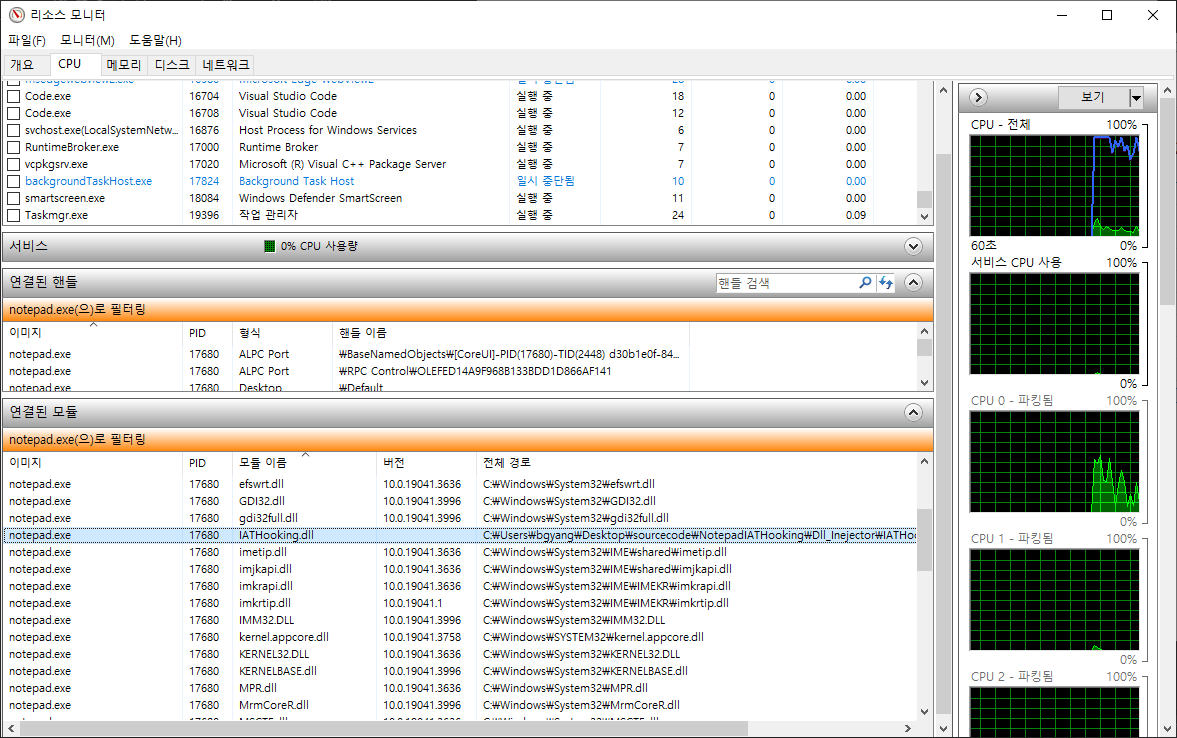 리소스 모니터
파일(F) 모니터(M) 도움말(H)
개요 CPU 메모리 디스크 네트워크
Code.exe 16704 Visual Studio Code 실행 중 18 0 0.00
Code.exe 16708 Visual Studio Code 실행 중 12 0 0.00
svchost.exe(LocalSystemNetw... 16876 Host Process for Windows Services 실행 중 6 0 0.00
RuntimeBroker.exe 17000 Runtime Broker 실행 중 7 0 0.00
vcpkgsrv.exe 17020 Microsoft (R) Visual C++ Package Server 실행 중 7 0 0.00
backgroundTaskHost.exe 17824 Background Task Host 일시 중단됨 10 0 0.00
smartscreen.exe 18084 Windows Defender SmartScreen 실행 중 11 0 0.00
Taskmgr.exe 19396 작업 관리자 실행 중 24 0 0.09
서비스 0% CPU 사용량
연결된 핸들 핸들 검색
notepad.exe(으)로 필터링
이미지 PID 형식 핸들 이름
notepad.exe 17680 ALPC Port ₩BaseNamedObjects₩[CoreUI]-PID(17680)-TID(2448) d30b1e0f-84...
notepad.exe 17680 ALPC Port ₩RPC Control₩OLEFED14A9F968B133BDD1D866AF141
notepad.exe 17680 Desktop ₩Default
연결된 모듈
notepad.exe(으)로 필터링
이미지 PID 모듈 이름 버전 전체 경로
notepad.exe 17680 efswrt.dll 10.0.19041.3636 C:₩Windows₩System32₩efswrt.dll
notepad.exe 17680 GDI32.dll 10.0.19041.3996 C:₩Windows₩System32₩GDI32.dll
notepad.exe 17680 gdi32full.dll 10.0.19041.3996 C:₩Windows₩System32₩gdi32full.dll
notepad.exe 17680 IATHooking.dll C:₩Users₩bgyang₩Desktop₩sourcecode₩NotepadIATHooking₩Dll_Inejector₩IATHoo
notepad.exe 17680 imetip.dll 10.0.19041.3636 C:₩Windows₩System32₩IME₩shared₩imetip.dll
notepad.exe 17680 imjkapi.dll 10.0.19041.3636 C:₩Windows₩System32₩IME₩shared₩imjkapi.dll
notepad.exe 17680 imkrapi.dll 10.0.19041.3636 C:₩Windows₩System32₩IME₩IMEKR₩imkrapi.dll
notepad.exe 17680 imkrtip.dll 10.0.19041.1 C:₩Windows₩System32₩IME₩IMEKR₩imkrtip.dll
notepad.exe 17680 IMM32.DLL 10.0.19041.3996 C:₩Windows₩System32₩IMM32.DLL
notepad.exe 17680 kernel.appcore.dll 10.0.19041.3758 C:₩Windows₩SYSTEM32₩kernel.appcore.dll
notepad.exe 17680 KERNEL32.DLL 10.0.19041.3636 C:₩Windows₩System32₩KERNEL32.DLL
notepad.exe 17680 KERNELBASE.dll 10.0.19041.3996 C:₩Windows₩System32₩KERNELBASE.dll
notepad.exe 17680 MPR.dll 10.0.19041.3636 C:₩Windows₩System32₩MPR.dll
notepad.exe 17680 MrmCoreR.dll 10.0.19041.3996 C:₩Windows₩System32₩MrmCoreR.dll
보기
CPU - 전체 100%
60초 0%
서비스 CPU 사용 100%
0%
CPU 0 - 파킹됨 100%
0%
CPU 1 - 파킹됨 100%
0%
CPU 2 - 파킹됨 100%